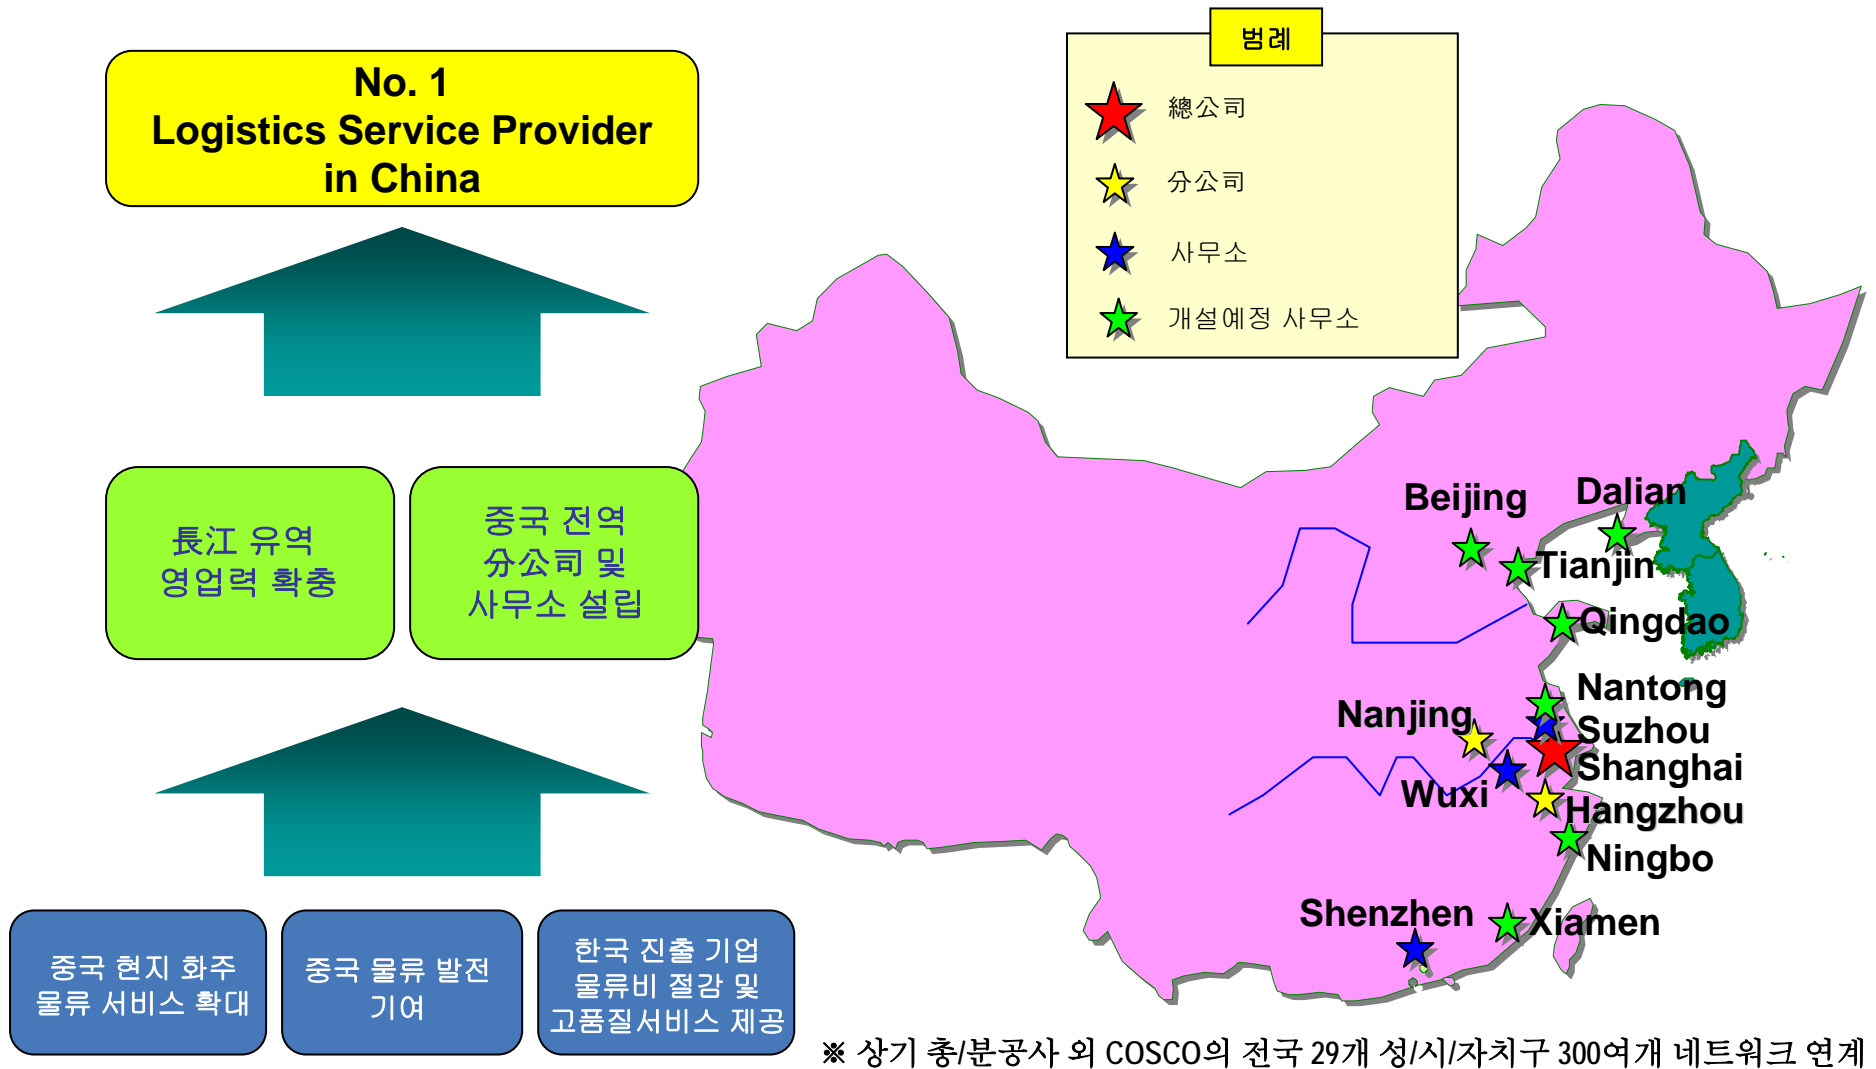 No. 1
Logistics Service Provider
in China
長江 유역
영업력 확충
중국 전역
分公司 및
사무소 설립
중국 현지 화주
물류 서비스 확대
중국 물류 발전
기여
한국 진출 기업
물류비 절감 및
고품질서비스 제공
범례
總公司
分公司
사무소
개설예정 사무소
Beijing
Dalian
Tianjin
Qingdao
Nantong
Nanjing
Suzhou
Shanghai
Wuxi
Hangzhou
Ningbo
Shenzhen
Xiamen
※ 상기 총/분공사 외 COSCO의 전국 29개 성/시/자치구 300여개 네트워크 연계